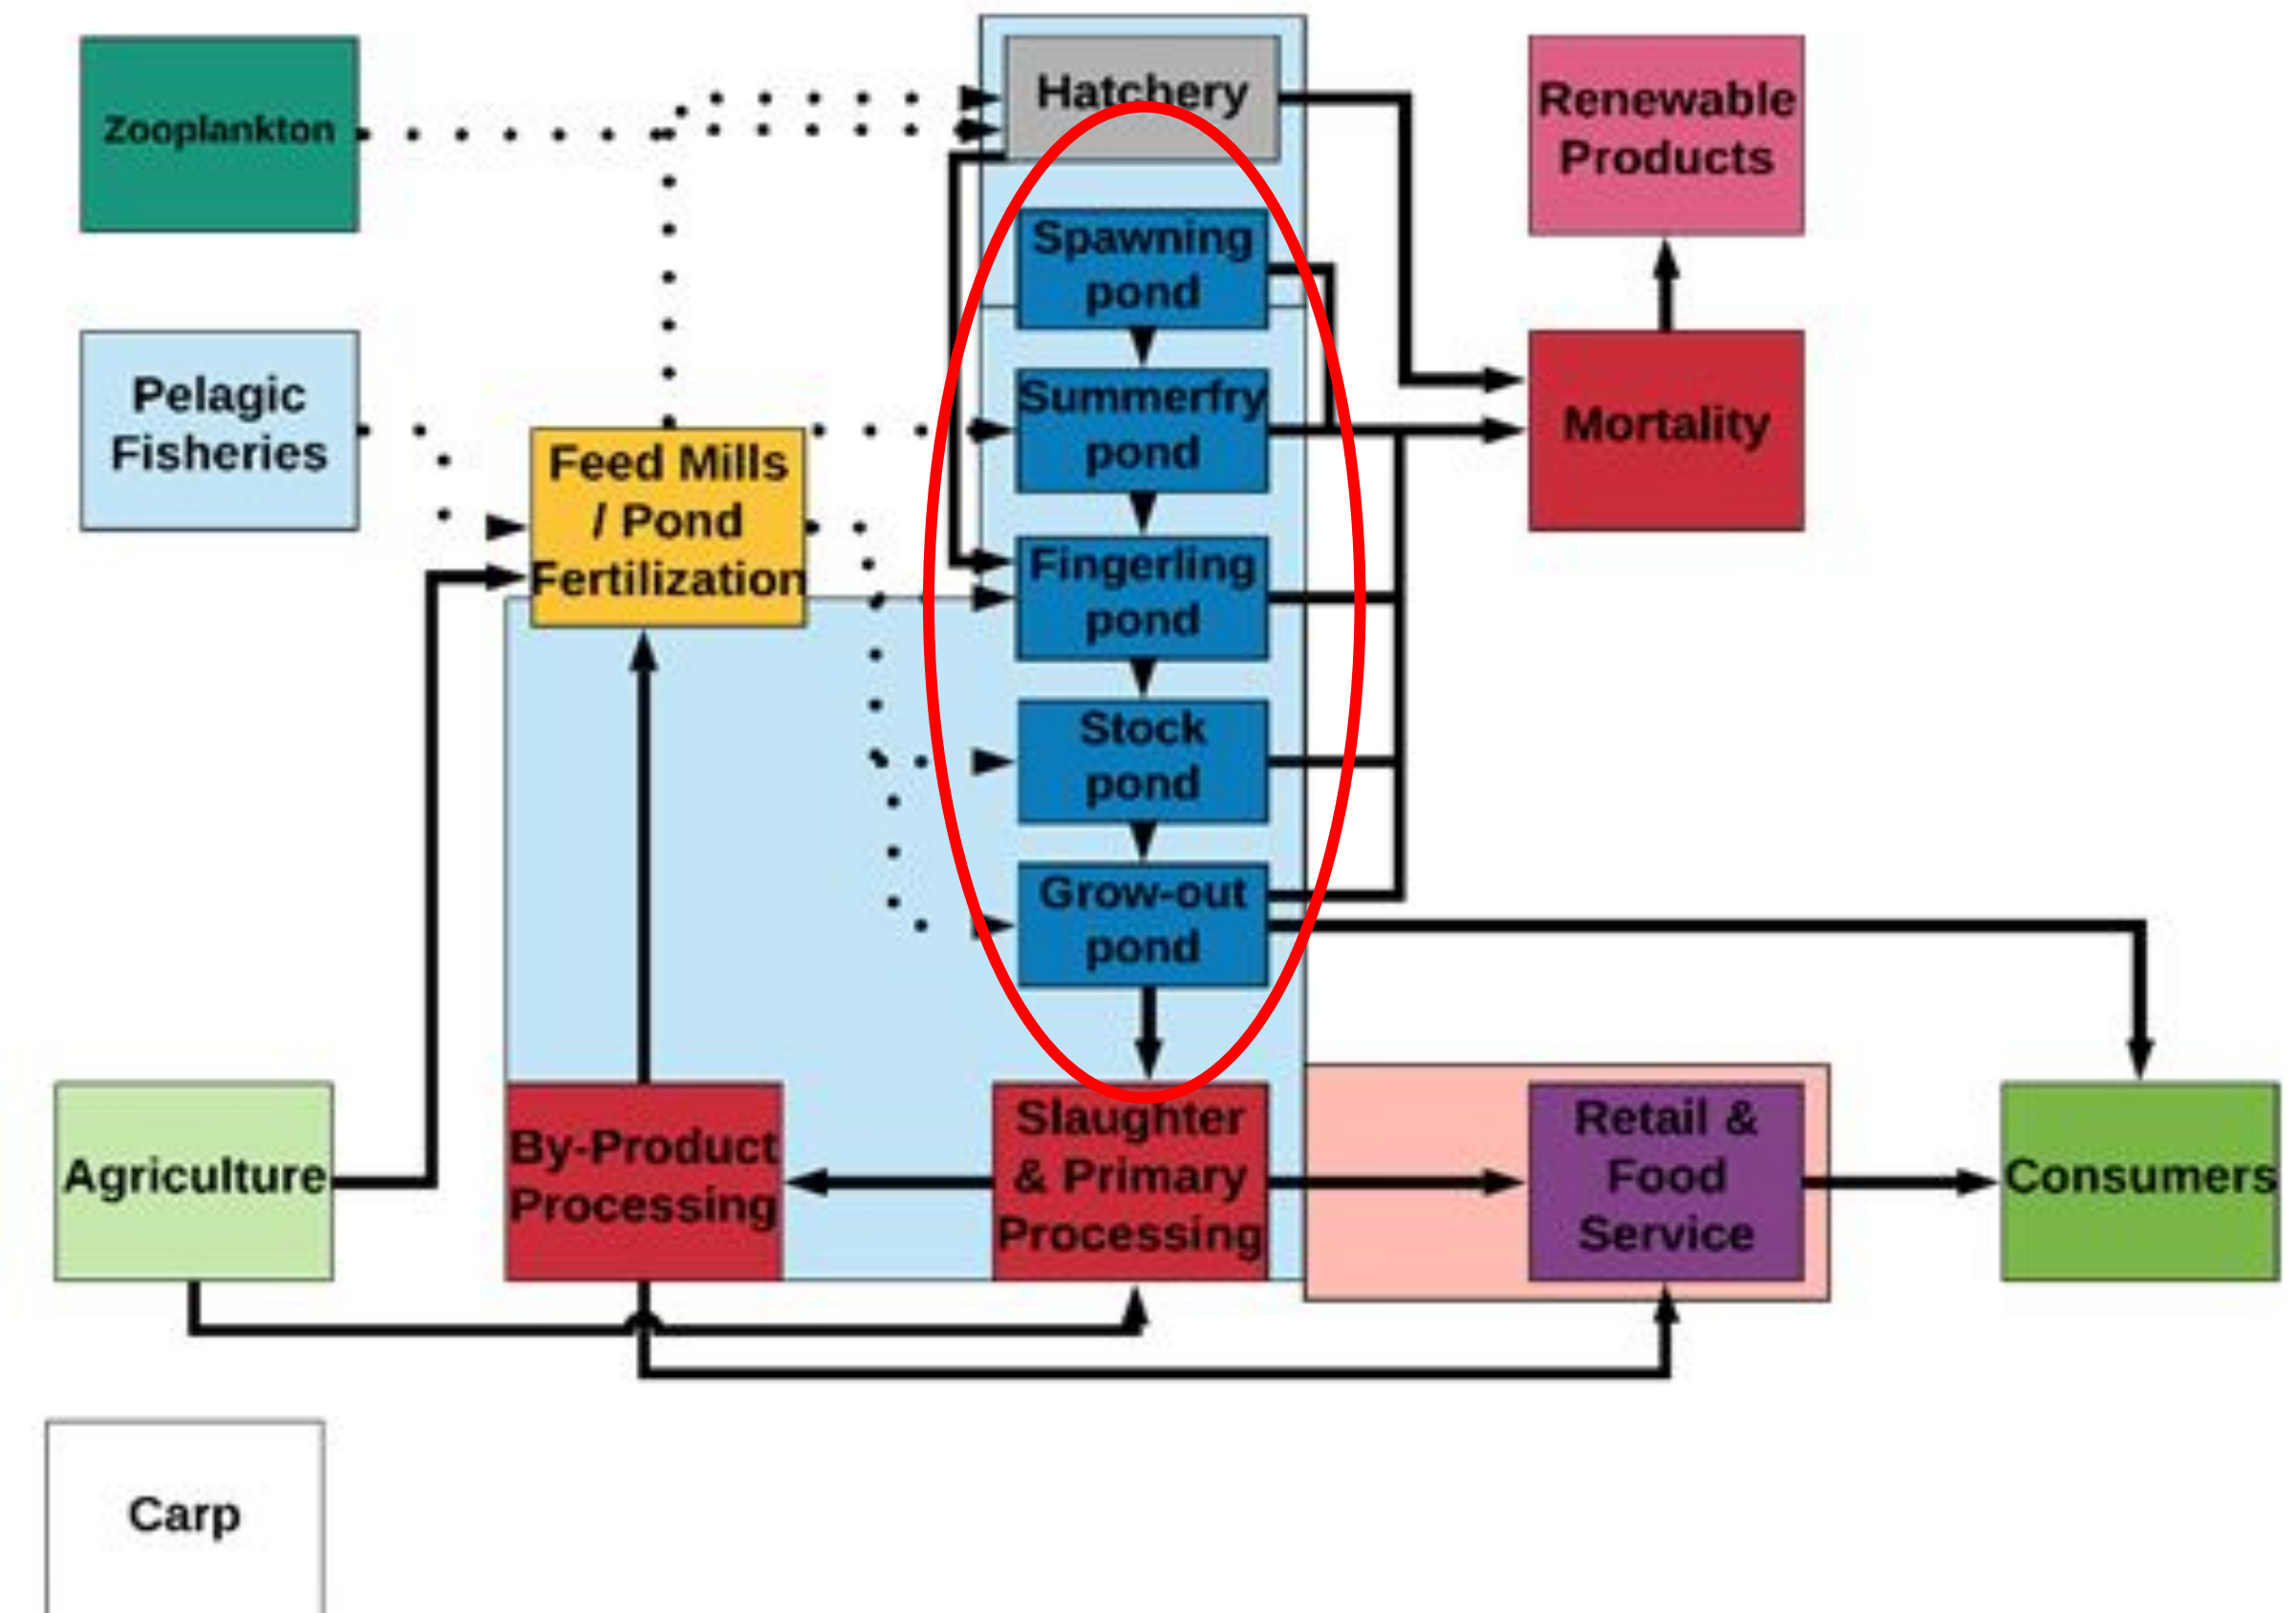 Zooplankton
Hatchery
Renewable
Products
Spawning
pond
Pelagic
Fisheries
Summerfry
pond
Mortality
Feed Mills
/ Pond
Fertilization
Fingerling
pond
Stock
pond
Grow-out
pond
Agriculture
By-Product
Processing
Slaughter
& Primary
Processing
Retail &
Food
Service
Consumers
Carp